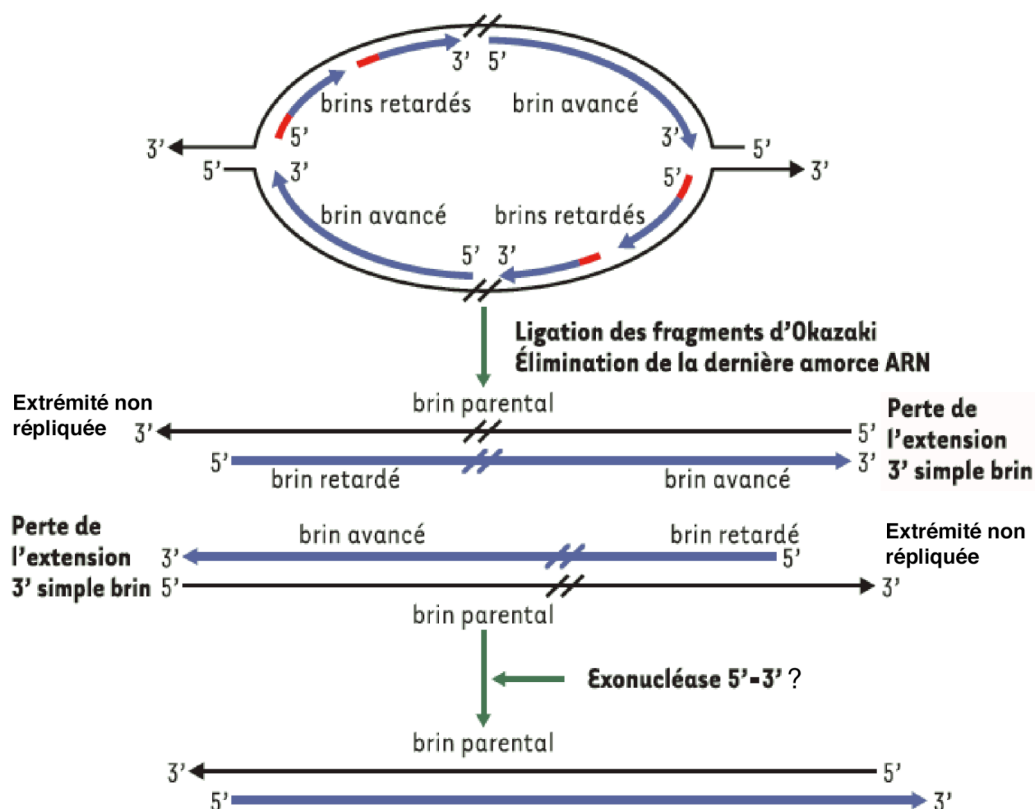 3' 5'
brins retardés brin avancé
5' 3'
3' 5'
5' 3' 5' 3'
brin avancé brins retardés
5' 3'
Ligation des fragments d'Okazaki
Élimination de la dernière amorce ARN
brin parental
Extrémité non
répliquée
3' 5'
Perte de
l'extension
3' simple brin
5' 3'
brin retardé brin avancé
Perte de
l'extension
3' simple brin
brin avancé brin retardé
3' 5'
Extrémité non
répliquée
5' 3'
brin parental
Exonucléase 5'-3' ?
brin parental
3' 5'
5' 3'